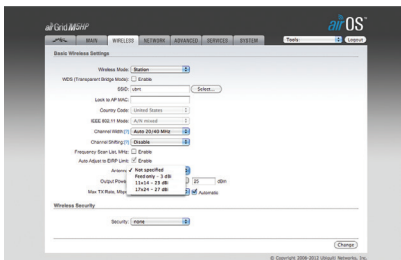 airGrid M5HP
airOS™
MAIN WIRELESS NETWORK ADVANCED SERVICES SYSTEM Tools: Logout
Basic Wireless Settings
Wireless Mode: Station
WDS (Transparent Bridge Mode): Enable
SSID: ubnt Select...
Lock to AP MAC:
Country Code: United States
IEEE 802.11 Mode: A/N mixed
Channel Width:[?] Auto 20/40 MHz
Channel Shifting:[?] Disable
Frequency Scan List, MHz: Enable
Auto Adjust to EIRP Limit: Enable
Antenna: Not specified
Feed only - 3 dBi
11x14 - 23 dBi
17x24 - 27 dBi
Output Power: 25 dBm
Max TX Rate, Mbps: Automatic
Wireless Security
Security: none
Change
© Copyright 2006-2012 Ubiquiti Networks, Inc.